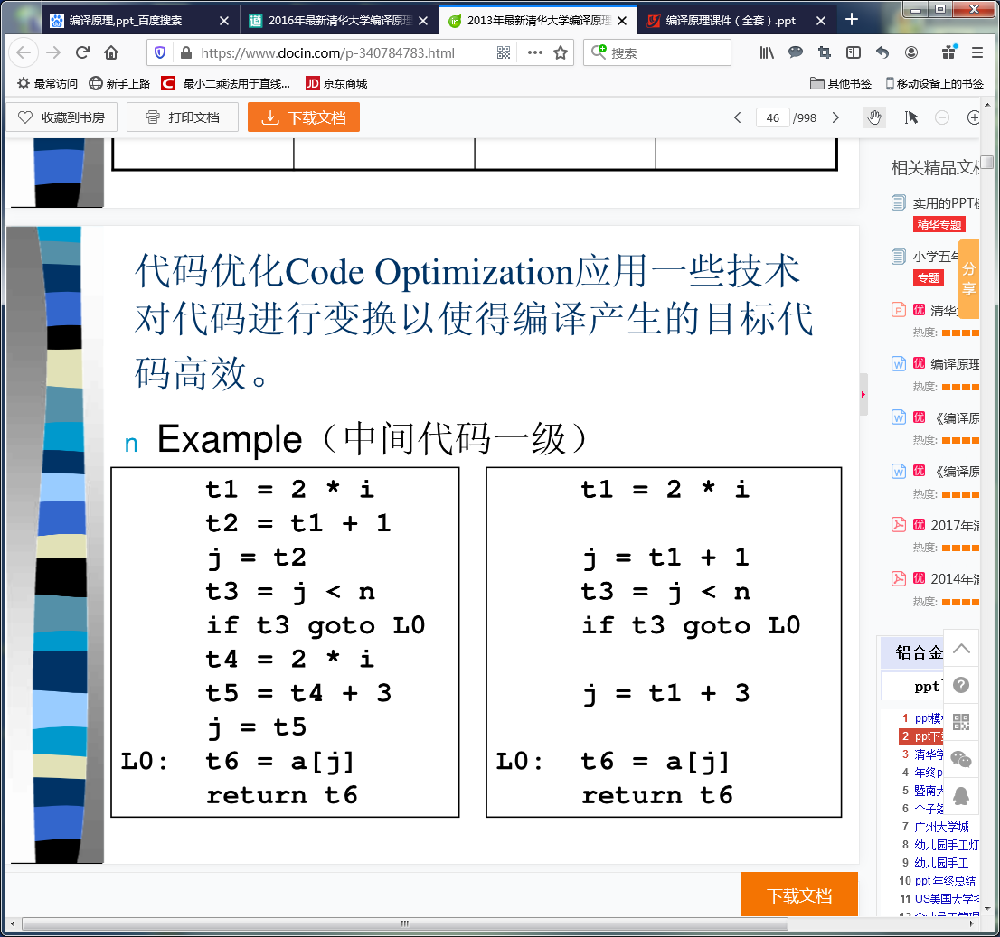 编译原理.ppt_百度搜索
2016年最新清华大学编译原理
2013年最新清华大学编译原理
编译原理课件（全套）.ppt
https://www.docin.com/p-340784783.html
搜索
最常访问
新手上路
最小二乘法用于直线...
JD 京东商城
其他书签
移动设备上的书签
收藏到书房
打印文档
下载文档
46 /998
代码优化Code Optimization应用一些技术
对代码进行变换以使得编译产生的目标代
码高效。
n Example（中间代码一级）
t1 = 2 * i
t2 = t1 + 1
j = t2
t3 = j < n
if t3 goto L0
t4 = 2 * i
t5 = t4 + 3
j = t5
L0: t6 = a[j]
return t6
t1 = 2 * i
j = t1 + 1
t3 = j < n
if t3 goto L0
j = t1 + 3
L0: t6 = a[j]
return t6
相关精品文档
实用的PPT
精华专题
小学五年
专题
分享
优 清华
热度:
优 编译原理
热度:
优 《编译原
热度:
优 《编译原
热度:
优 2017年清
热度:
优 2014年清
热度:
铝合金
ppt
1 ppt模
2 ppt下
3 清华学
4 年终p
5 暨南大
6 个子矮
7 广州大学城
8 幼儿园手工灯
9 幼儿园手工
10 ppt 年终总结
11 US美国大学
下载文档